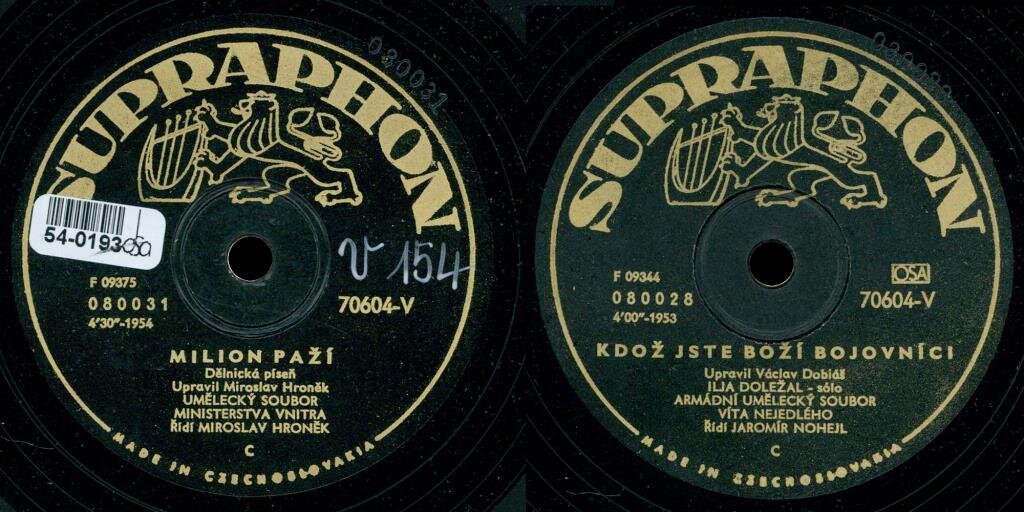 SUPRAPHON
080031
54-0193
V 154
F 09375
080031
4'30"-1954
70604-V
MILION PAŽÍ
Dělnická píseň
Upravil Miroslav Hroněk
UMĚLECKÝ SOUBOR
MINISTERSTVA VNITRA
Řídí MIROSLAV HRONĚK
C
MADE IN CZECHOSLOVAKIA
SUPRAPHON
F 09344
080028
4'00"-1953
OSA
70604-V
KDOŽ JSTE BOŽÍ BOJOVNÍCI
Upravil Václav Dobiáš
ILJA DOLEŽAL - sólo
ARMÁDNÍ UMĚLECKÝ SOUBOR
VÍTA NEJEDLÉHO
Řídí JAROMÍR NOHEJL
C
MADE IN CZECHOSLOVAKIA